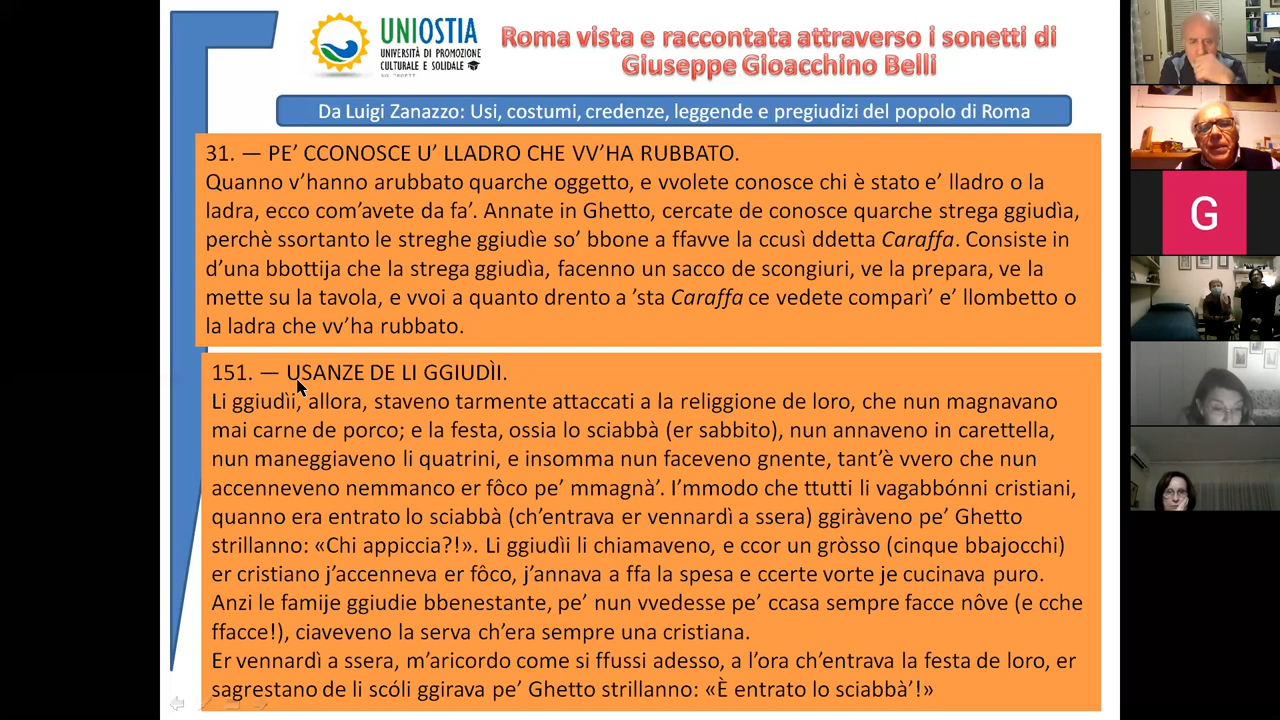 UNIOSTIA
UNIVERSITÀ DI PROMOZIONE
CULTURALE E SOLIDALE
Roma vista e raccontata attraverso i sonetti di
Giuseppe Gioacchino Belli
Da Luigi Zanazzo: Usi, costumi, credenze, leggende e pregiudizi del popolo di Roma
31. — PE’ CCONOSCE U’ LLADRO CHE VV’HA RUBBATO.
Quanno v’hanno arubbato quarche oggetto, e vvolete conosce chi è stato e’ lladro o la
ladra, ecco com’avete da fa’. Annate in Ghetto, cercate de conosce quarche strega ggiudìa,
perchè ssortanto le streghe ggiudìe so’ bbone a ffavve la ccusì ddetta Caraffa. Consiste in
d’una bbottija che la strega ggiudìa, facenno un sacco de scongiuri, ve la prepara, ve la
mette su la tavola, e vvoi a quanto drento a ’sta Caraffa ce vedete comparì’ e’ llombetto o
la ladra che vv’ha rubbato.
151. — USANZE DE LI GGIUDÌI.
Li ggiudìi, allora, staveno tarmente attaccati a la religgione de loro, che nun magnavano
mai carne de porco; e la festa, ossia lo sciabbà (er sabbito), nun annaveno in carettella,
nun maneggiaveno li quatrini, e insomma nun faceveno gnente, tant’è vvero che nun
accenneveno nemmanco er fôco pe’ mmagnà’. I’mmodo che ttutti li vagabbónni cristiani,
quanno era entrato lo sciabbà (ch’entrava er vennardì a ssera) ggiràveno pe’ Ghetto
strillanno: «Chi appiccia?!». Li ggiudìi li chiamaveno, e ccor un gròsso (cinque bbajocchi)
er cristiano j’accenneva er fôco, j’annava a ffa la spesa e ccerte vorte je cucinava puro.
Anzi le famije ggiudie bbenestante, pe’ nun vvedesse pe’ ccasa sempre facce nôve (e cche
ffacce!), ciaveveno la serva ch’era sempre una cristiana.
Er vennardì a ssera, m’aricordo come si ffussi adesso, a l’ora ch’entrava la festa de loro, er
sagrestano de li scóli ggirava pe’ Ghetto strillanno: «È entrato lo sciabbà’!»
G